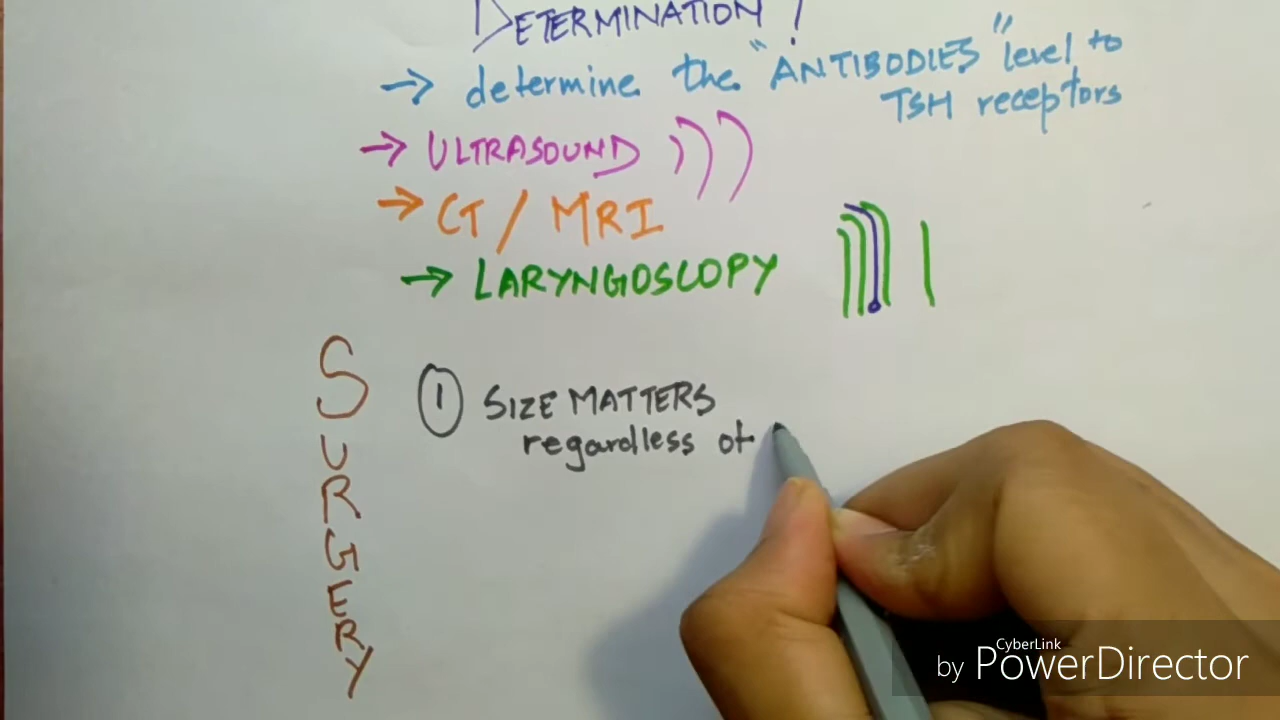 DETERMINATION!
→ determine the "ANTIBODIES" level to
TSH receptors
→ ULTRASOUND
→ CT / MRI
→ LARYNGOSCOPY
SURGERY
① SIZE MATTERS
regardless of
CyberLink
by PowerDirector